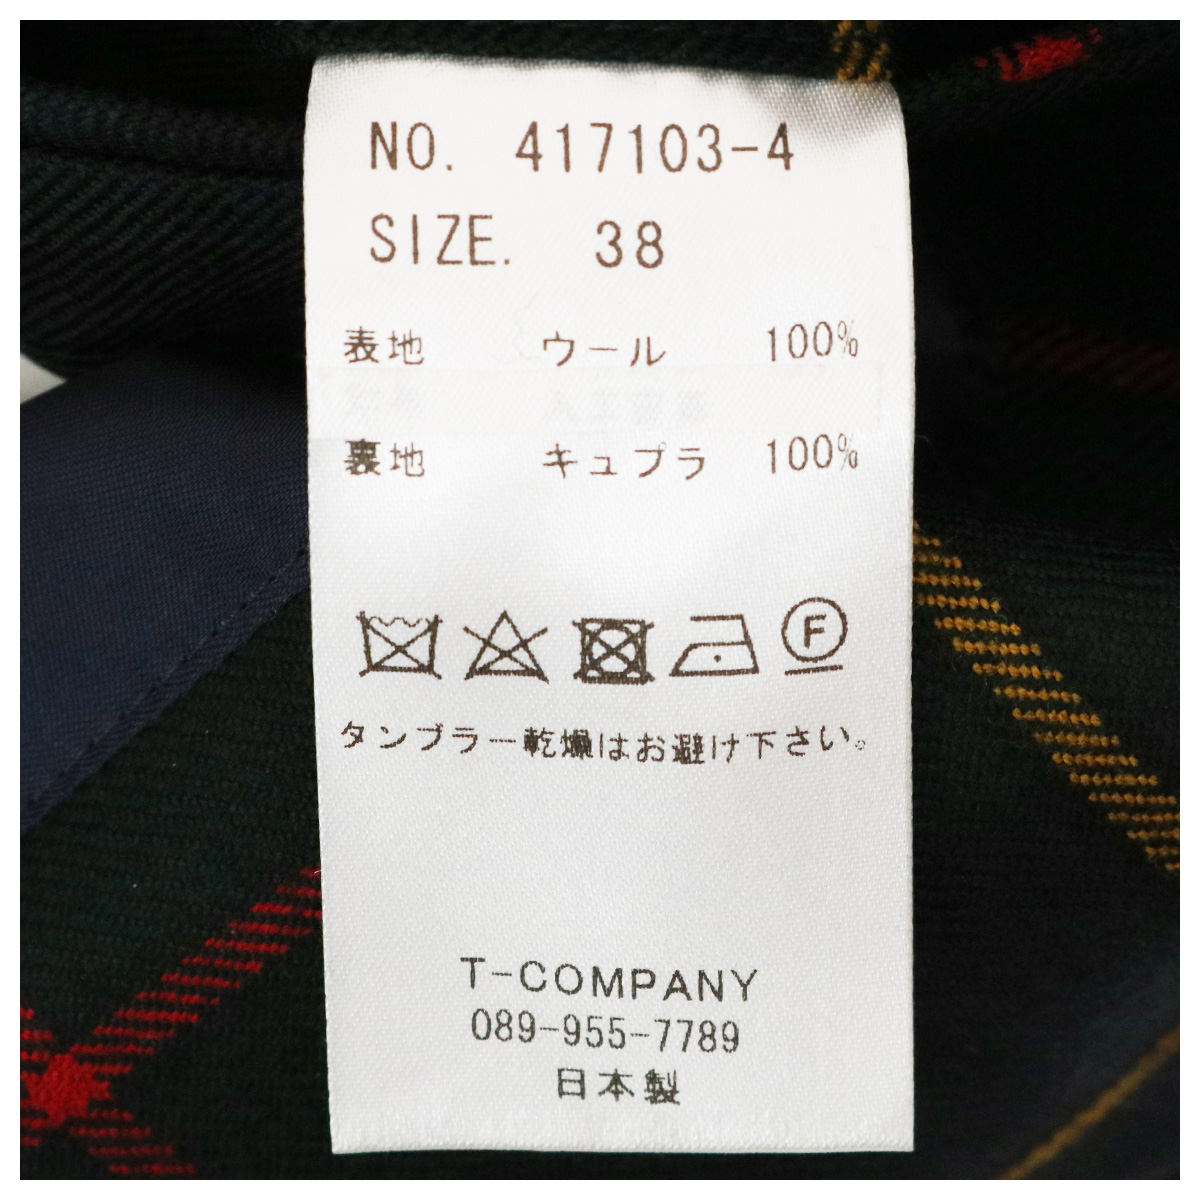 NO. 417103-4
SIZE. 38
表地 ウール 100%
裏地 キュプラ 100%
F
タンブラー乾燥はお避け下さい。
T-COMPANY
089-955-7789
日本製